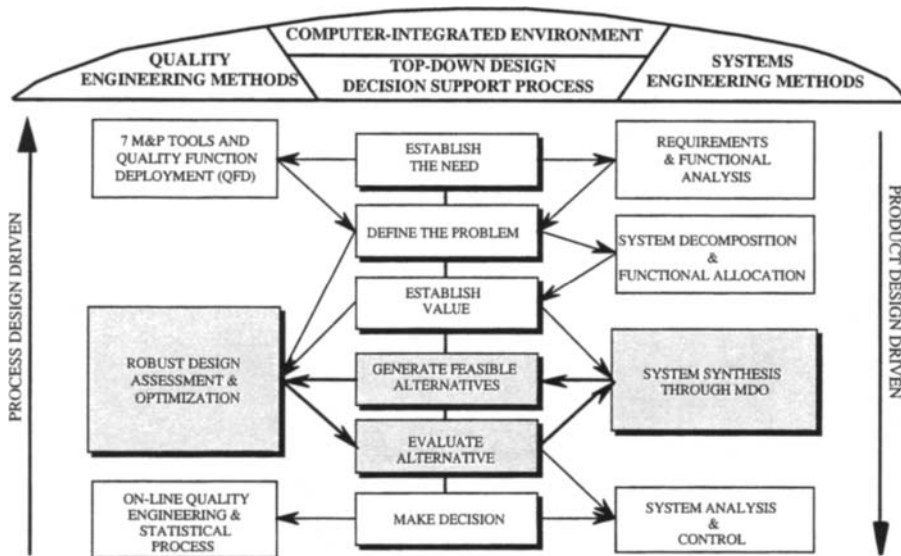 COMPUTER-INTEGRATED ENVIRONMENT
QUALITY
ENGINEERING METHODS
TOP-DOWN DESIGN
DECISION SUPPORT PROCESS
SYSTEMS
ENGINEERING METHODS
PROCESS DESIGN DRIVEN
7 M&P TOOLS AND
QUALITY FUNCTION
DEPLOYMENT (QFD)
ESTABLISH
THE NEED
REQUIREMENTS
& FUNCTIONAL
ANALYSIS
DEFINE THE PROBLEM
SYSTEM DECOMPOSITION
&
FUNCTIONAL ALLOCATION
ESTABLISH
VALUE
ROBUST DESIGN
ASSESSMENT &
OPTIMIZATION
GENERATE FEASIBLE
ALTERNATIVES
SYSTEM SYNTHESIS
THROUGH MDO
EVALUATE
ALTERNATIVE
ON-LINE QUALITY
ENGINEERING &
STATISTICAL
PROCESS
MAKE DECISION
SYSTEM ANALYSIS
&
CONTROL
PRODUCT DESIGN DRIVEN